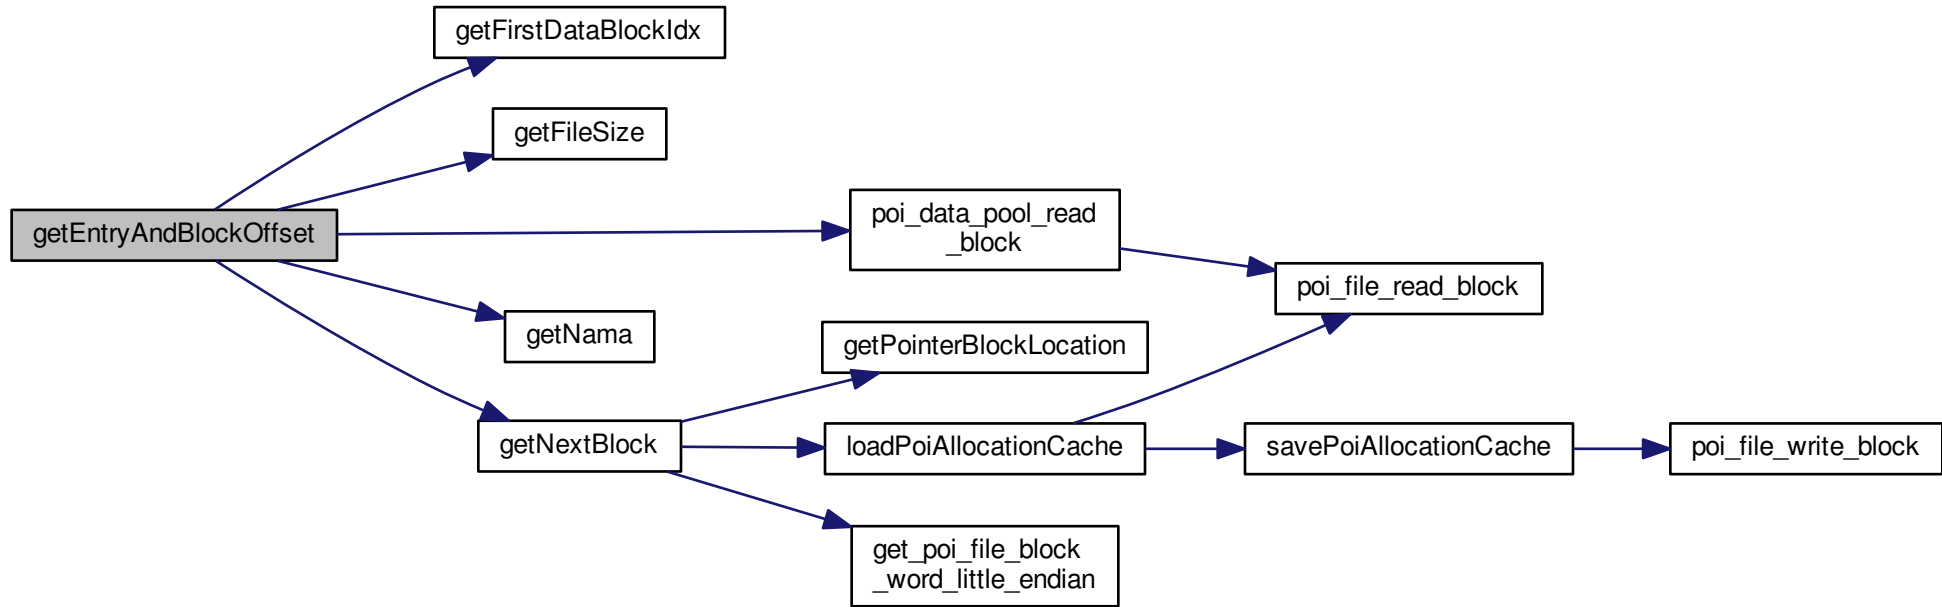 getFirstDataBlockIdx
getFileSize
getEntryAndBlockOffset
poi_data_pool_read
_block
poi_file_read_block
getNama
getPointerBlockLocation
getNextBlock
loadPoiAllocationCache
savePoiAllocationCache
poi_file_write_block
get_poi_file_block
_word_little_endian